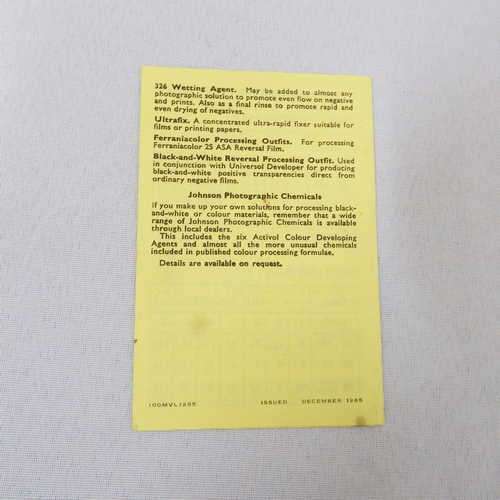 326 Wetting Agent. May be added to almost any
photographic solution to promote even flow on negative
and prints. Also as a final rinse to promote rapid and
even drying of negatives.
Ultrafix. A concentrated ultra-rapid fixer suitable for
films or printing papers.
Ferraniacolor Processing Outfits. For processing
Ferraniacolor 25 ASA Reversal Film.
Black-and-White Reversal Processing Outfit. Used
in conjunction with Universol Developer for producing
black-and-white positive transparencies direct from
ordinary negative films.
Johnson Photographic Chemicals
If you make up your own solutions for processing black-
and-white or colour materials, remember that a wide
range of Johnson Photographic Chemicals is available
through local dealers.
This includes the six Activol Colour Developing
Agents and almost all the more unusual chemicals
included in published colour processing formulae.
Details are available on request.
100MVL1265 ISSUED DECEMBER 1965